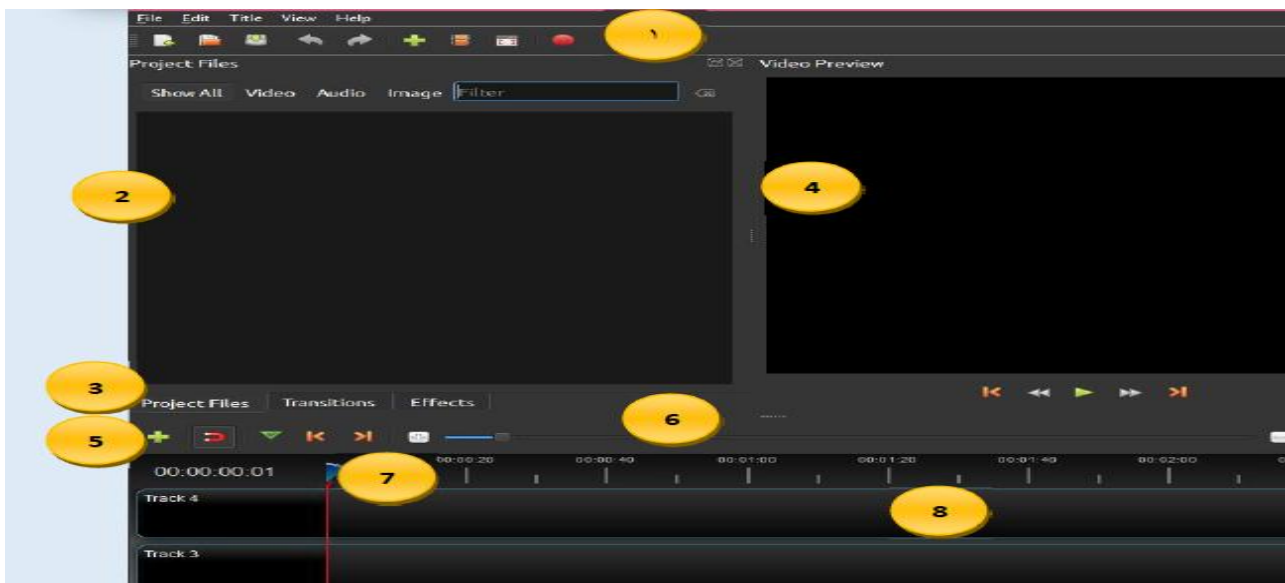 File Edit Title View Help
١
Project Files
Video Preview
Show All Video Audio Image Filter
2
4
3
Project Files Transitions Effects
6
5
00:00:00:01
7
00:00:20 00:00:40 00:01:00 00:01:20 00:01:40 00:02:00
Track 4
8
Track 3